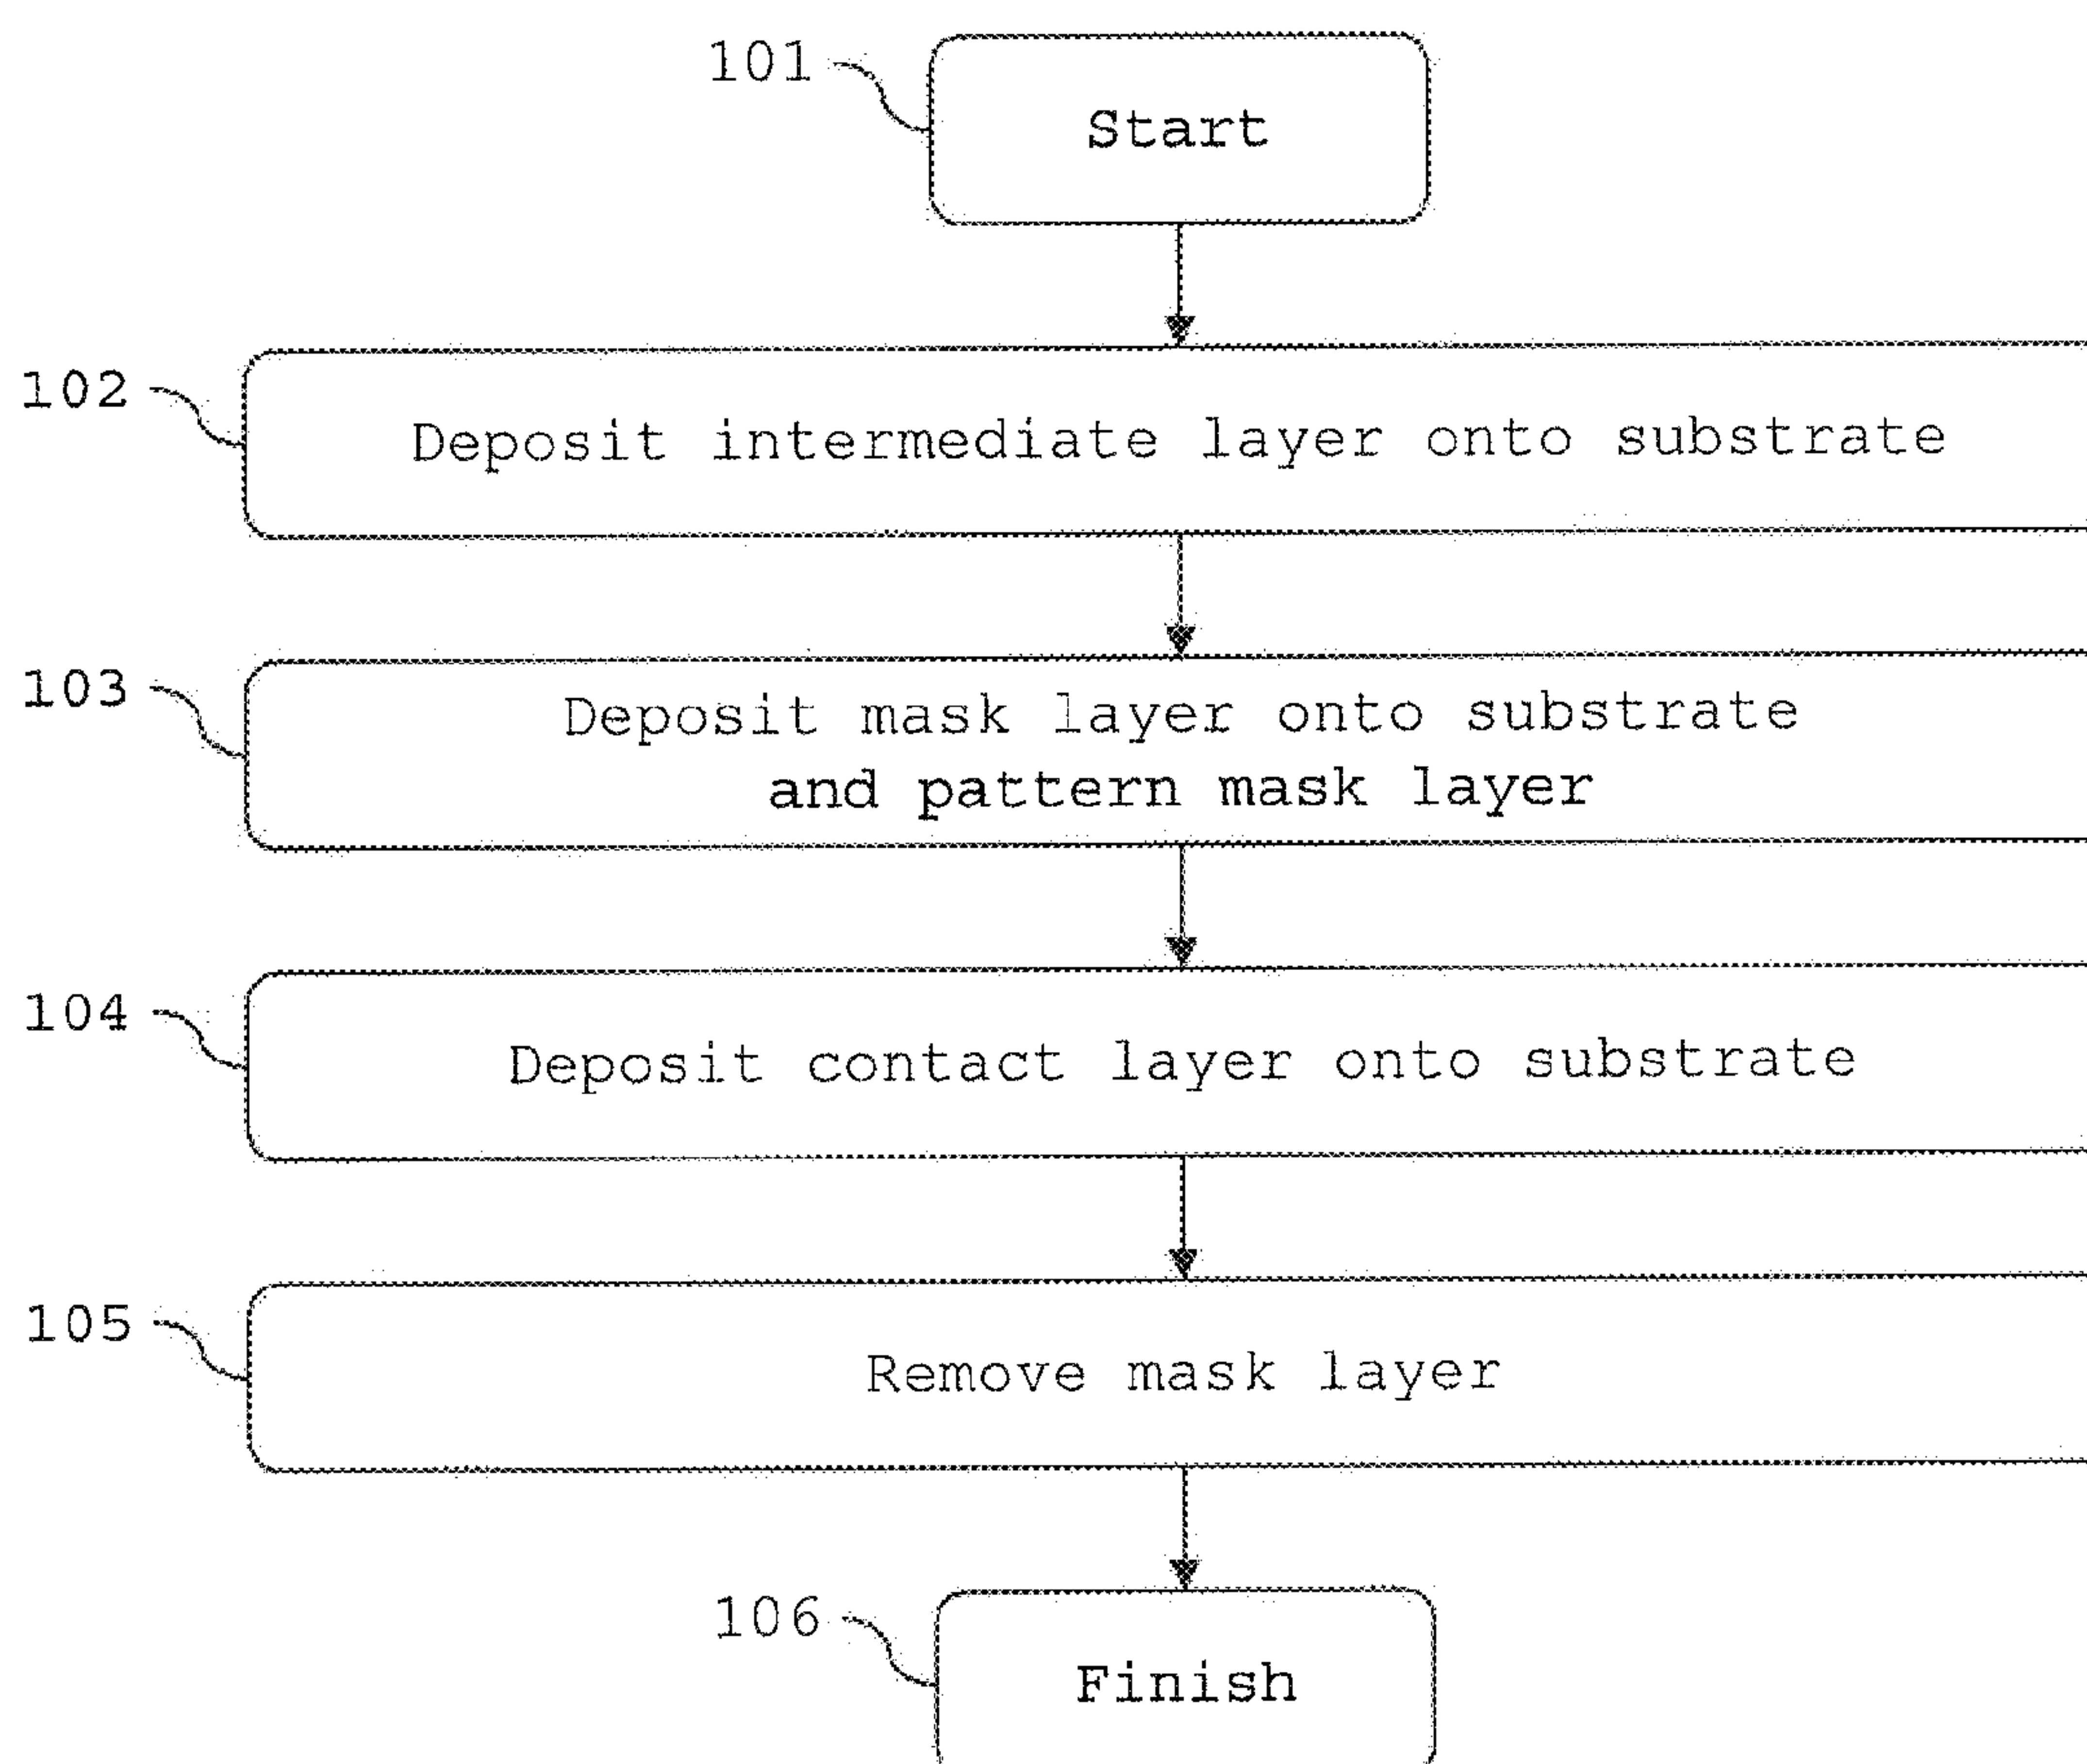 101
Start
102
Deposit intermediate layer onto substrate
103
Deposit mask layer onto substrate
and pattern mask layer
104
Deposit contact layer onto substrate
105
Remove mask layer
106
Finish